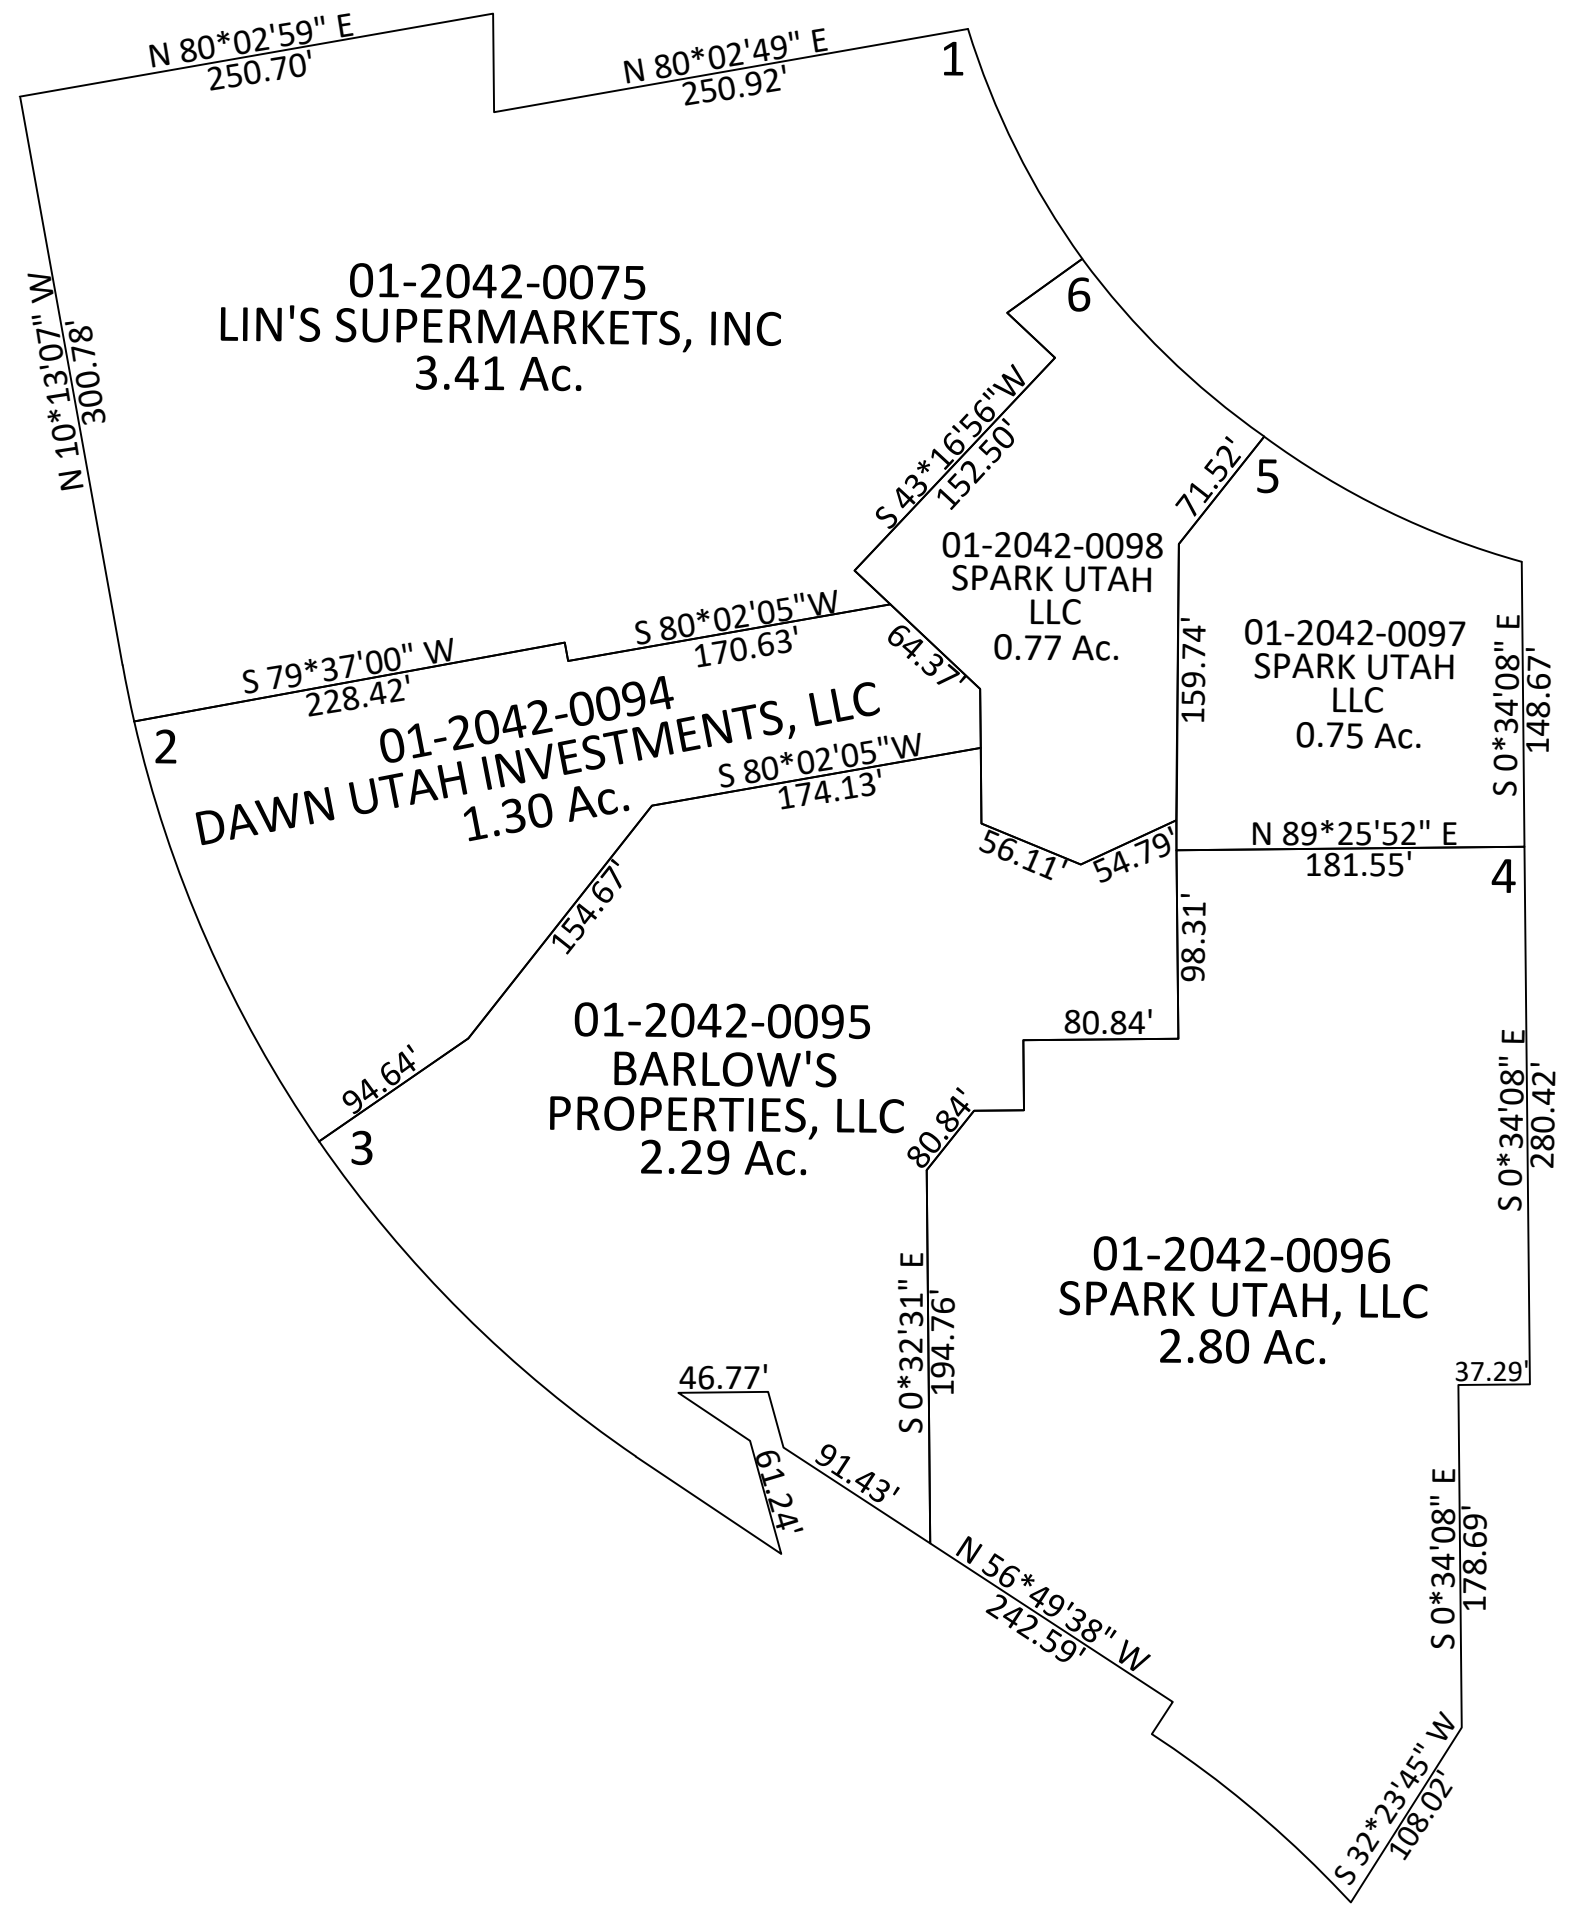 N 80*02'59" E
250.70'
N 80*02'49" E
250.92'
1
N 10*13'07" W
300.78'
01-2042-0075
LIN'S SUPERMARKETS, INC
3.41 Ac.
6
S 43*16'56"W
152.50'
71.52'
5
01-2042-0098
SPARK UTAH
LLC
0.77 Ac.
64.37'
159.74'
01-2042-0097
SPARK UTAH
LLC
0.75 Ac.
S 0*34'08" E
148.67'
S 79*37'00" W
228.42'
S 80*02'05"W
170.63'
2
01-2042-0094
DAWN UTAH INVESTMENTS, LLC
1.30 Ac.
S 80*02'05"W
174.13'
56.11'
54.79'
N 89*25'52" E
181.55'
4
154.67'
98.31'
94.64'
3
01-2042-0095
BARLOW'S
PROPERTIES, LLC
2.29 Ac.
80.84'
80.84'
S 0*34'08" E
280.42'
S 0*32'31" E
194.76'
01-2042-0096
SPARK UTAH, LLC
2.80 Ac.
46.77'
61.24'
91.43'
37.29'
N 56*49'38" W
242.59'
S 0*34'08" E
178.69'
S 32*23'45" W
108.02'